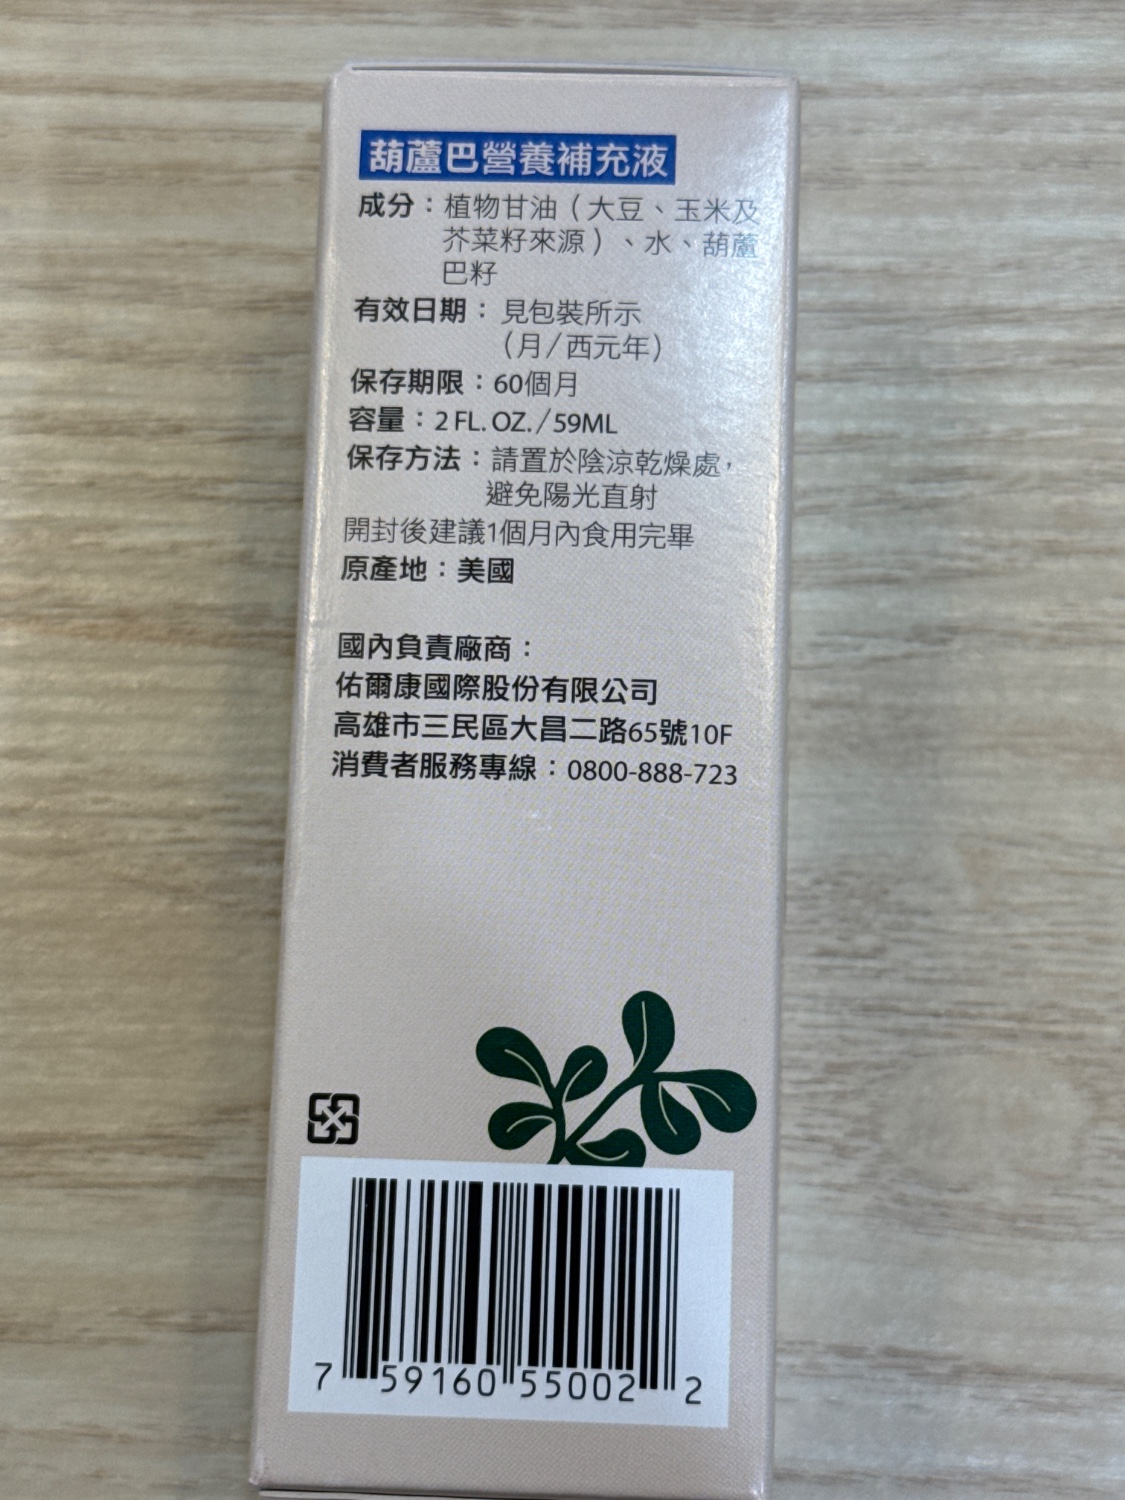 葫蘆巴營養補充液
成分：植物甘油（大豆、玉米及
芥菜籽來源）、水、葫蘆
巴籽
有效日期：見包裝所示
（月/西元年）
保存期限：60個月
容量：2 FL. OZ./59ML
保存方法：請置於陰涼乾燥處，
避免陽光直射
開封後建議1個月內食用完畢
原產地：美國
國內負責廠商：
佑爾康國際股份有限公司
高雄市三民區大昌二路65號10F
消費者服務專線：0800-888-723
7 59160 55002 2